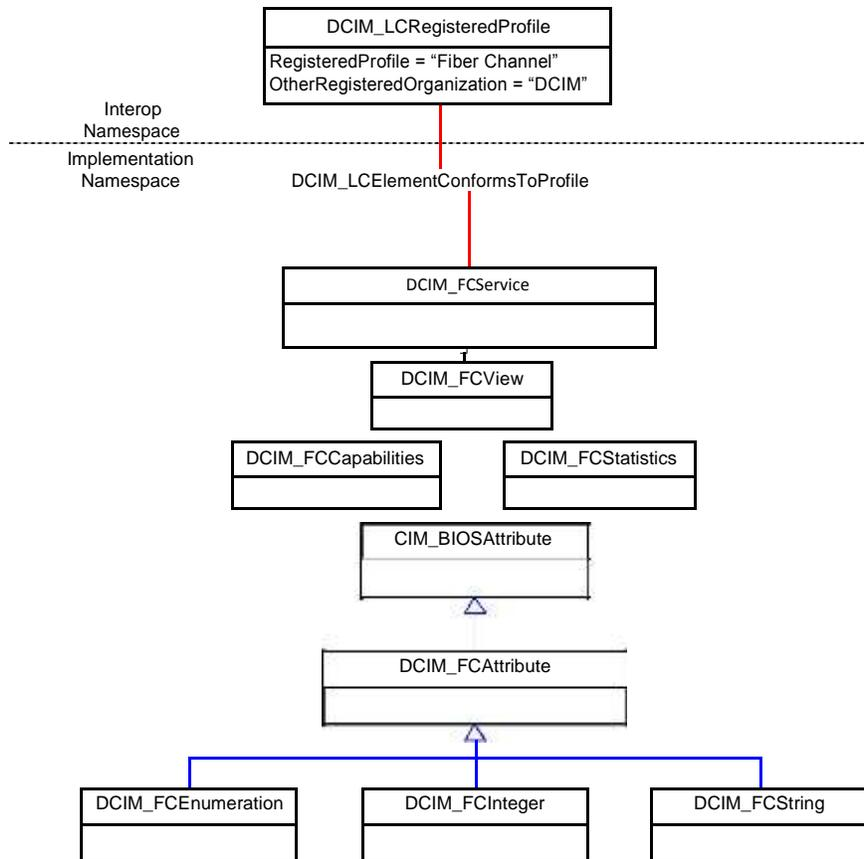 DCIM_LCRegisteredProfile
RegisteredProfile = “Fiber Channel”
OtherRegisteredOrganization = “DCIM”
Interop
Namespace
Implementation
Namespace
DCIM_LCElementConformsToProfile
DCIM_FCService
DCIM_FCView
DCIM_FCCapabilities
DCIM_FCStatistics
CIM_BIOSAttribute
DCIM_FCAttribute
DCIM_FCEnumeration
DCIM_FCInteger
DCIM_FCString